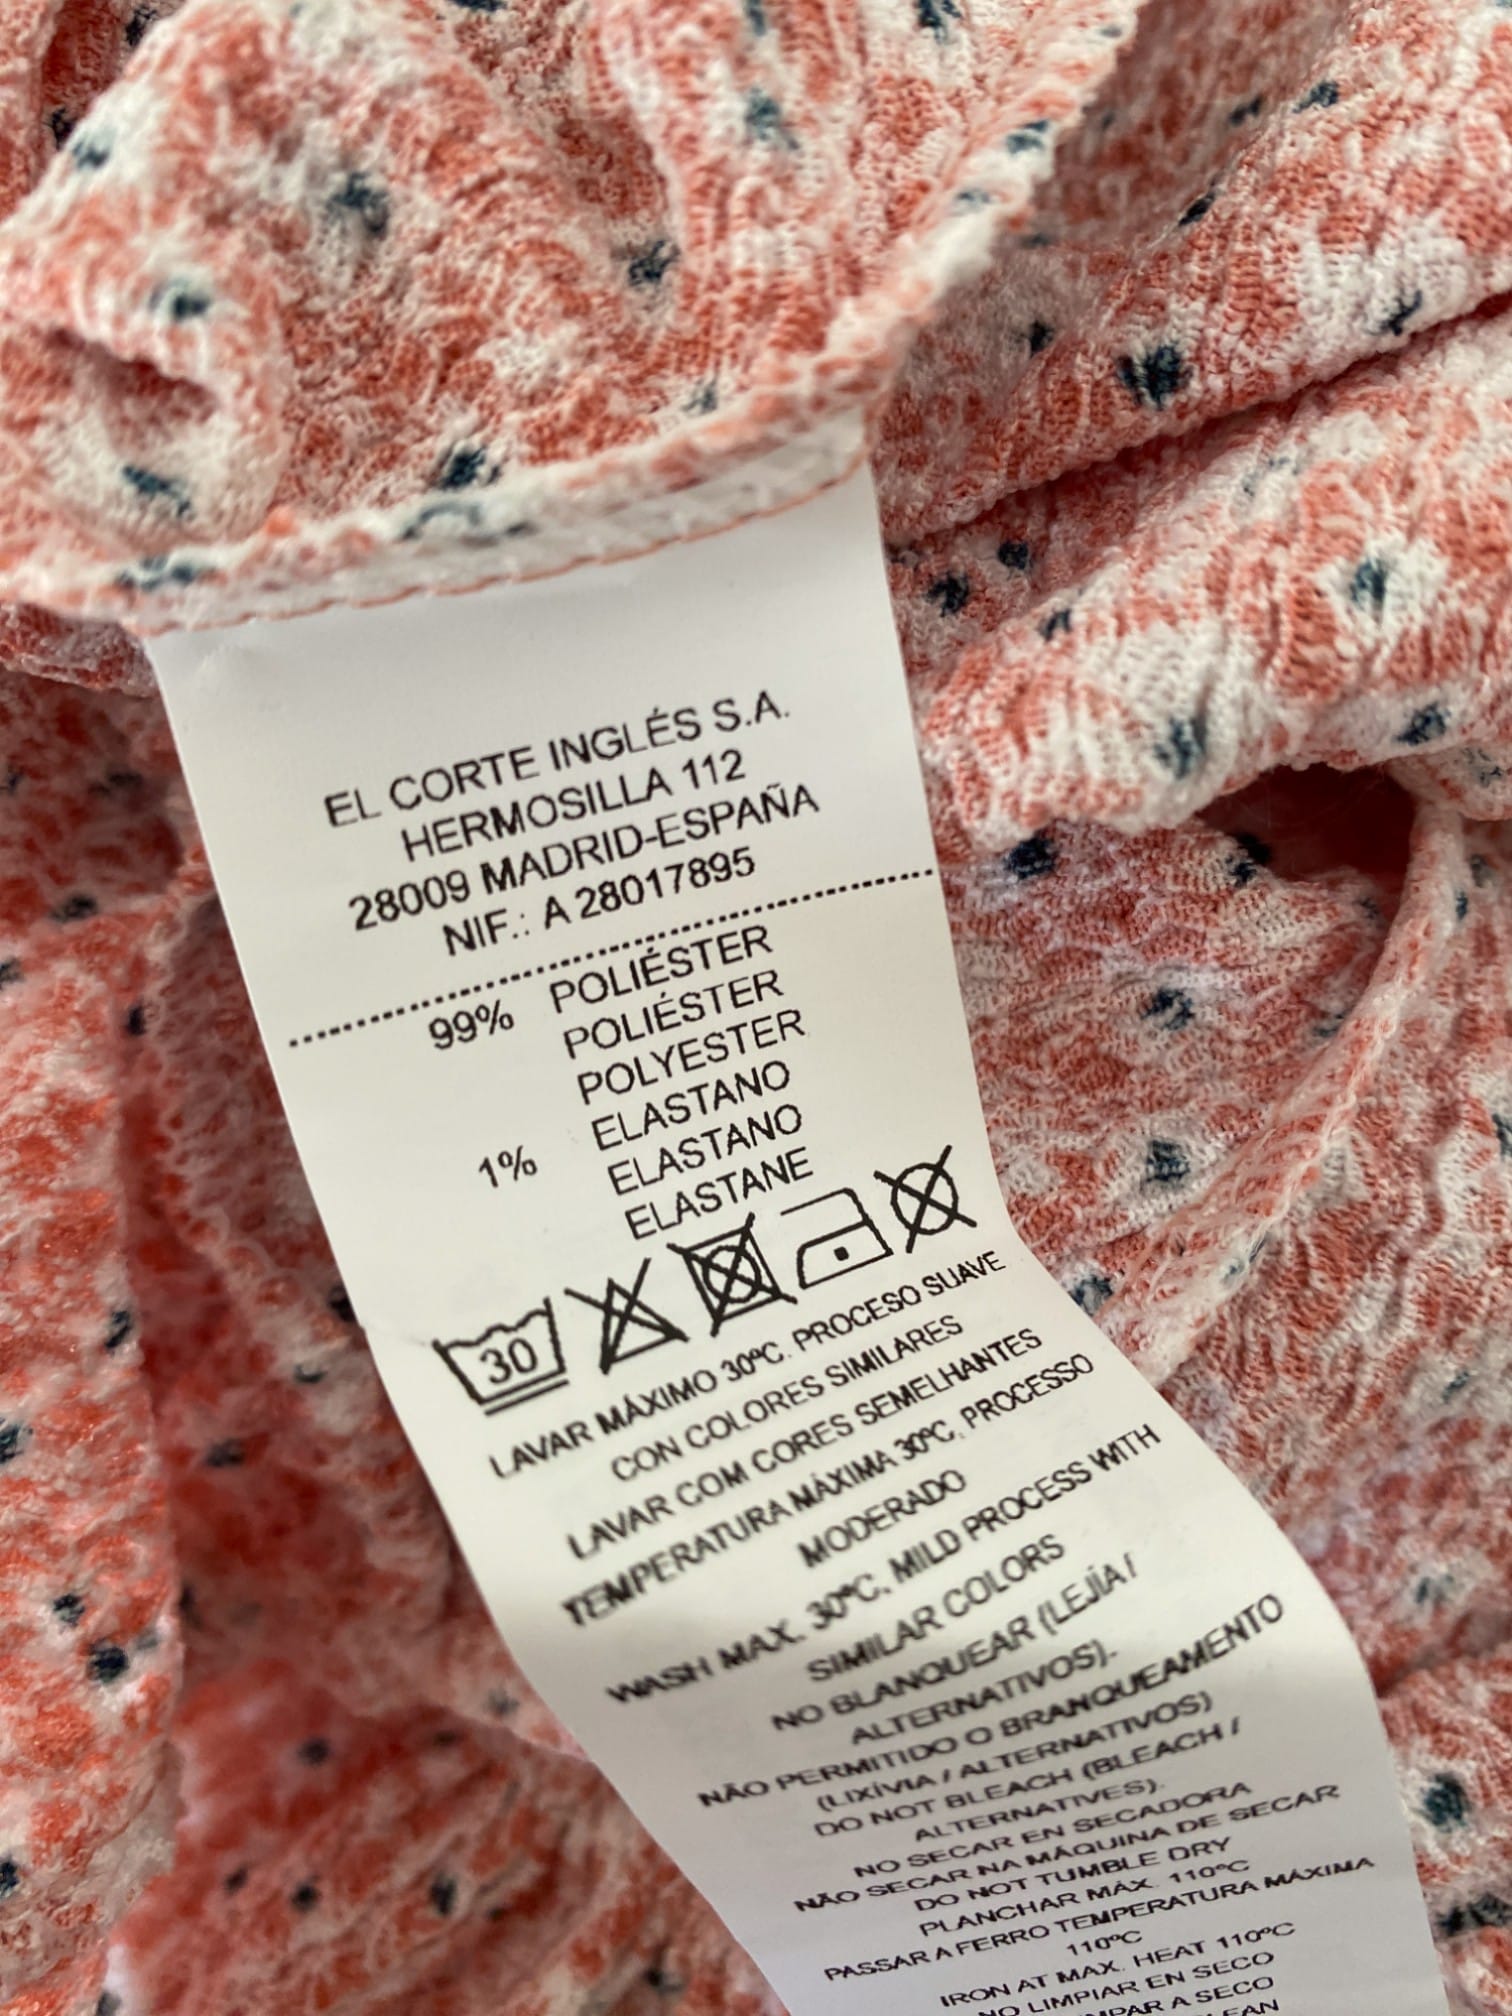 EL CORTE INGLÉS S.A.
HERMOSILLA 112
28009 MADRID-ESPAÑA
NIF.: A 28017895
99% POLIÉSTER
POLIÉSTER
POLYESTER
1% ELASTANO
ELASTANO
ELASTANE
30
LAVAR MÁXIMO 30ºC. PROCESO SUAVE
CON COLORES SIMILARES
LAVAR COM CORES SEMELHANTES
TEMPERATURA MÁXIMA 30ºC, PROCESSO
MODERADO
WASH MAX. 30ºC, MILD PROCESS WITH
SIMILAR COLORS
NO BLANQUEAR (LEJÍA /
ALTERNATIVOS).
NÃO PERMITIDO O BRANQUEAMENTO
(LIXÍVIA / ALTERNATIVOS)
DO NOT BLEACH (BLEACH /
ALTERNATIVES).
NO SECAR EN SECADORA
NÃO SECAR NA MÁQUINA DE SECAR
DO NOT TUMBLE DRY
PLANCHAR MÁX. 110ºC
PASSAR A FERRO TEMPERATURA MÁXIMA
110ºC
IRON AT MAX. HEAT 110ºC
NO LIMPIAR EN SECO
A SECO